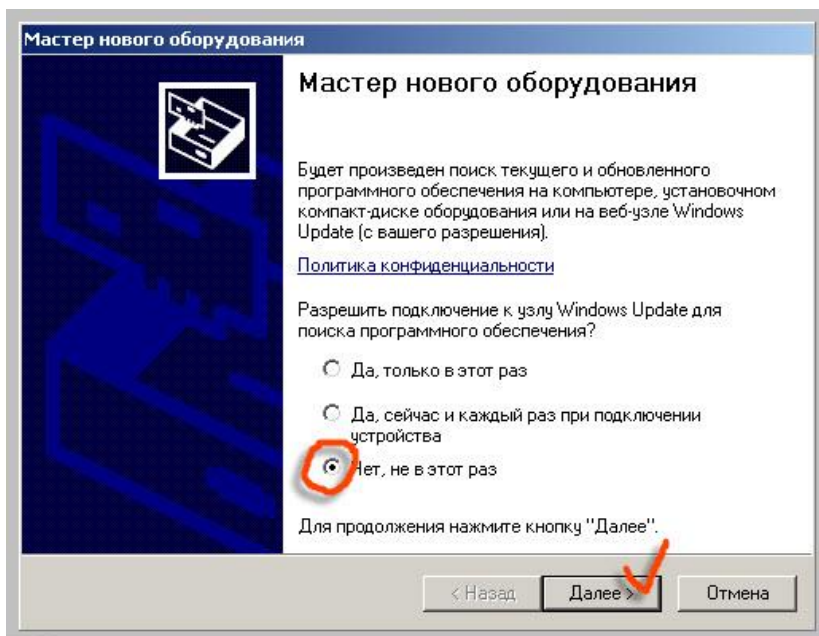 Мастер нового оборудования
Мастер нового оборудования
Будет произведен поиск текущего и обновленного
программного обеспечения на компьютере, установочном
компакт-диске оборудования или на веб-узле Windows
Update (с вашего разрешения).
Политика конфиденциальности
Разрешить подключение к узлу Windows Update для
поиска программного обеспечения?
Да, только в этот раз
Да, сейчас и каждый раз при подключении
устройства
Нет, не в этот раз
Для продолжения нажмите кнопку "Далее".
< Назад Далее > Отмена